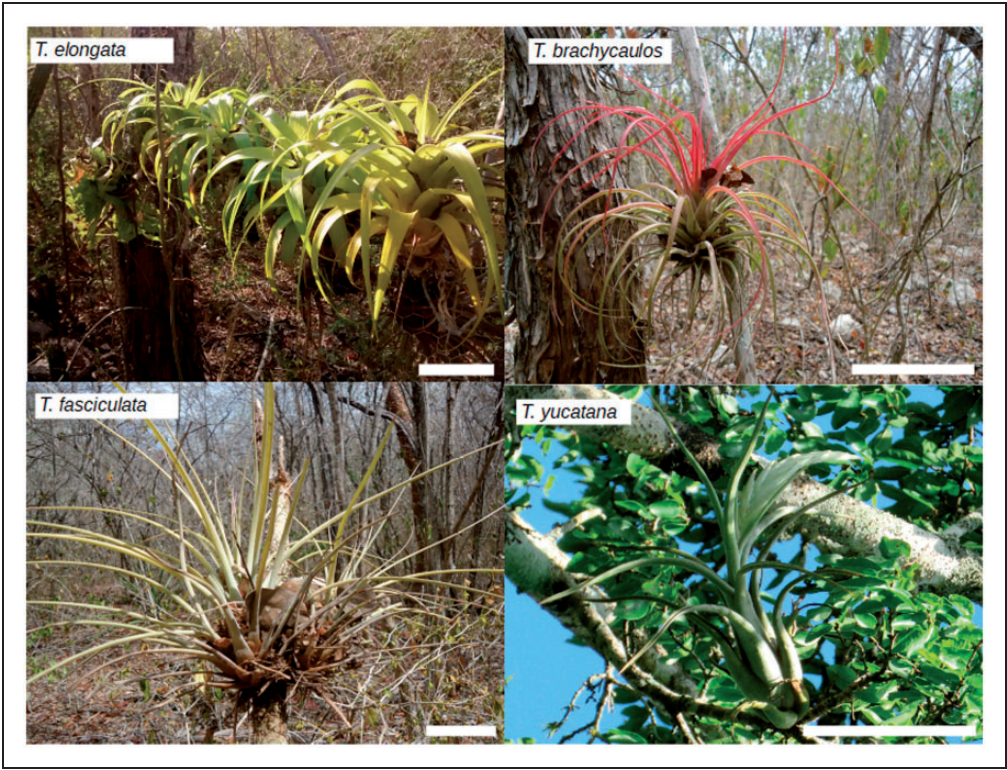 T. elongata
T. brachycaulos
T. fasciculata
T. yucatana